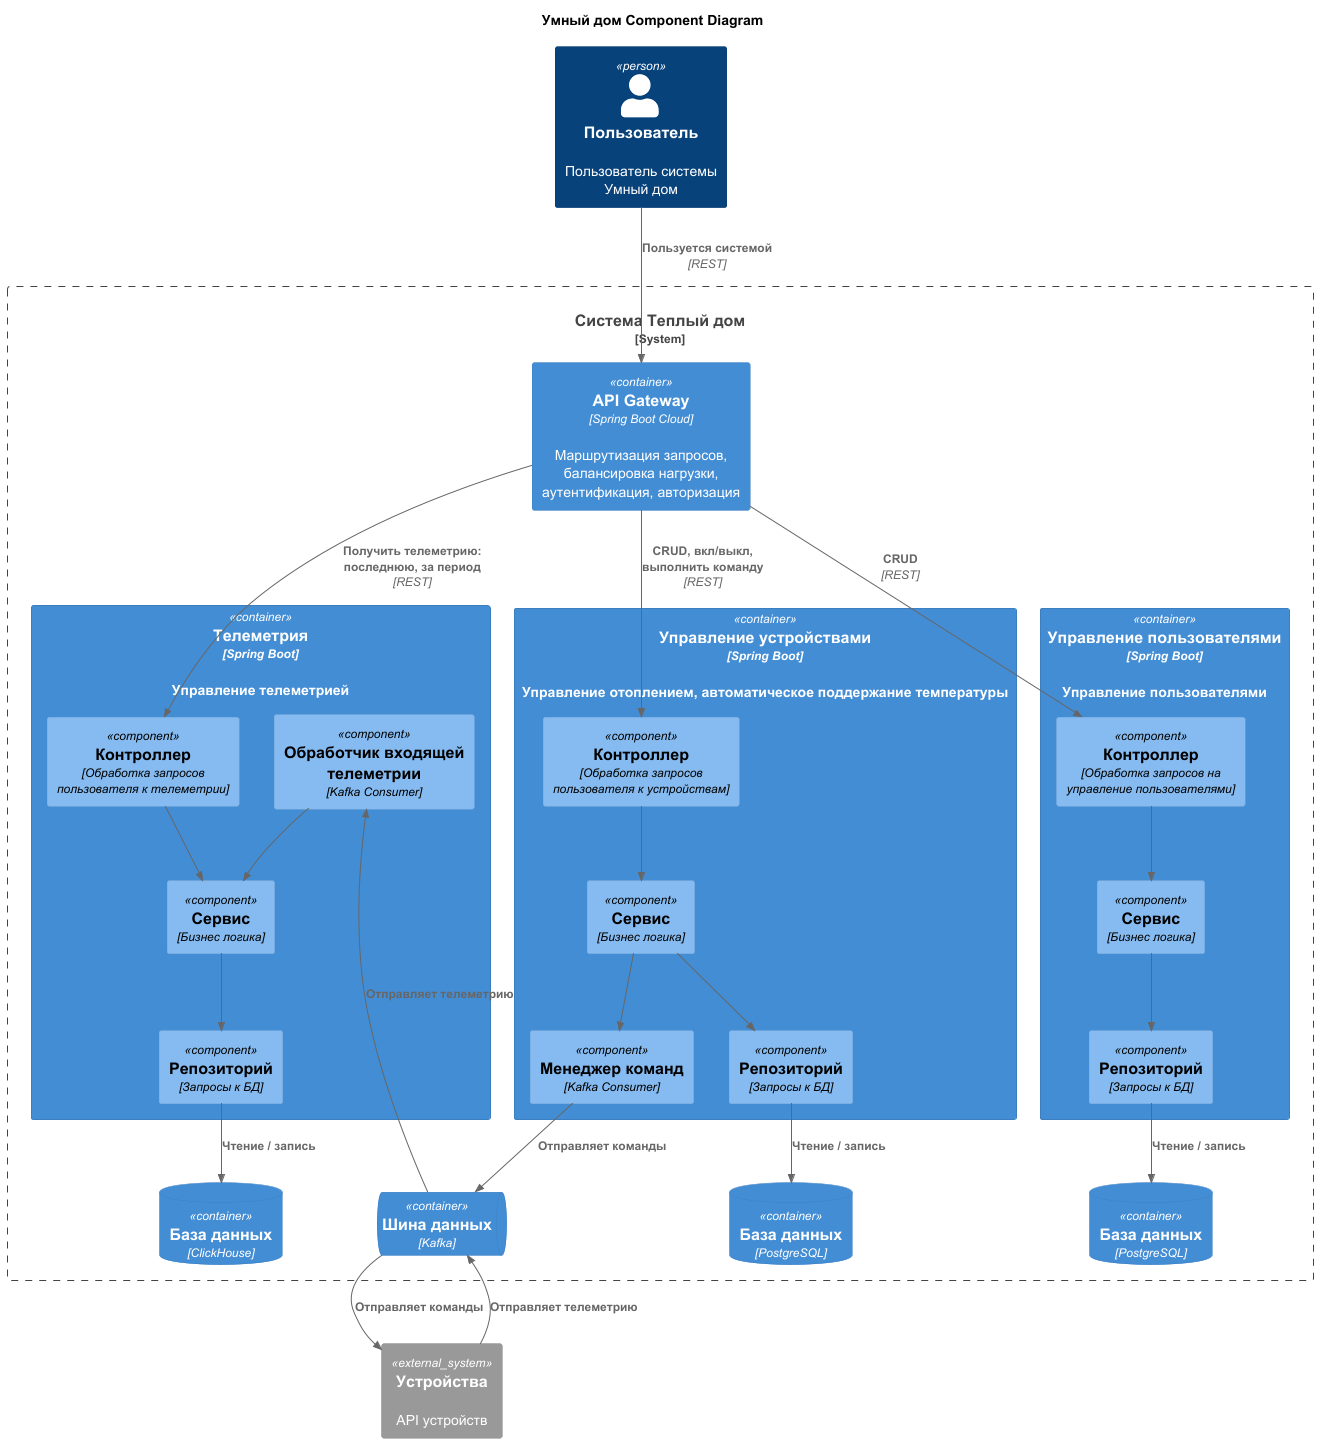 Умный дом Component Diagram
«person»
Пользователь
Пользователь системы
Умный дом
Пользуется системой
[REST]
Система Теплый дом
[System]
«container»
API Gateway
[Spring Boot Cloud]
Маршрутизация запросов,
балансировка нагрузки,
аутентификация, авторизация
Получить телеметрию:
последнюю, за период
[REST]
CRUD, вкл/выкл,
выполнить команду
[REST]
CRUD
[REST]
«container»
Телеметрия
[Spring Boot]
Управление телеметрией
«component»
Контроллер
[Обработка запросов
пользователя к телеметрии]
«component»
Обработчик входящей
телеметрии
[Kafka Consumer]
«component»
Сервис
[Бизнес логика]
Отправляет телеметрию
«component»
Репозиторий
[Запросы к БД]
«container»
Управление устройствами
[Spring Boot]
Управление отоплением, автоматическое поддержание температуры
«component»
Контроллер
[Обработка запросов
пользователя к устройствам]
«component»
Сервис
[Бизнес логика]
«component»
Менеджер команд
[Kafka Consumer]
«component»
Репозиторий
[Запросы к БД]
«container»
Управление пользователями
[Spring Boot]
Управление пользователями
«component»
Контроллер
[Обработка запросов на
управление пользователями]
«component»
Сервис
[Бизнес логика]
«component»
Репозиторий
[Запросы к БД]
Чтение / запись
Отправляет команды
Чтение / запись
Чтение / запись
«container»
База данных
[ClickHouse]
«container»
Шина данных
[Kafka]
«container»
База данных
[PostgreSQL]
«container»
База данных
[PostgreSQL]
Отправляет команды
Отправляет телеметрию
«external_system»
Устройства
API устройств